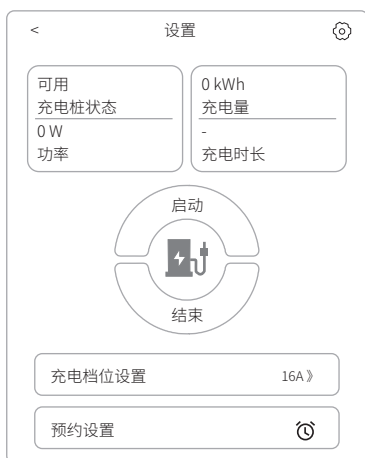 <
设置
可用
充电桩状态
0 W
功率
0 kWh
充电量
-
充电时长
启动
结束
充电档位设置
16A》
预约设置